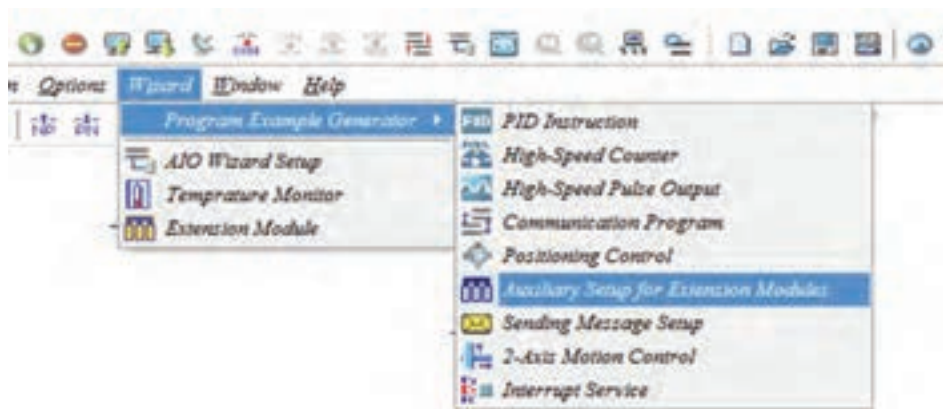 Options Wizard Window Help
Program Example Generator
AIO Wizard Setup
Temprature Monitor
Extension Module
PID PID Instruction
High-Speed Counter
High-Speed Pulse Output
Communication Program
Positioning Control
Auxiliary Setup for Extension Modules
Sending Message Setup
2-Axis Motion Control
Interrupt Service